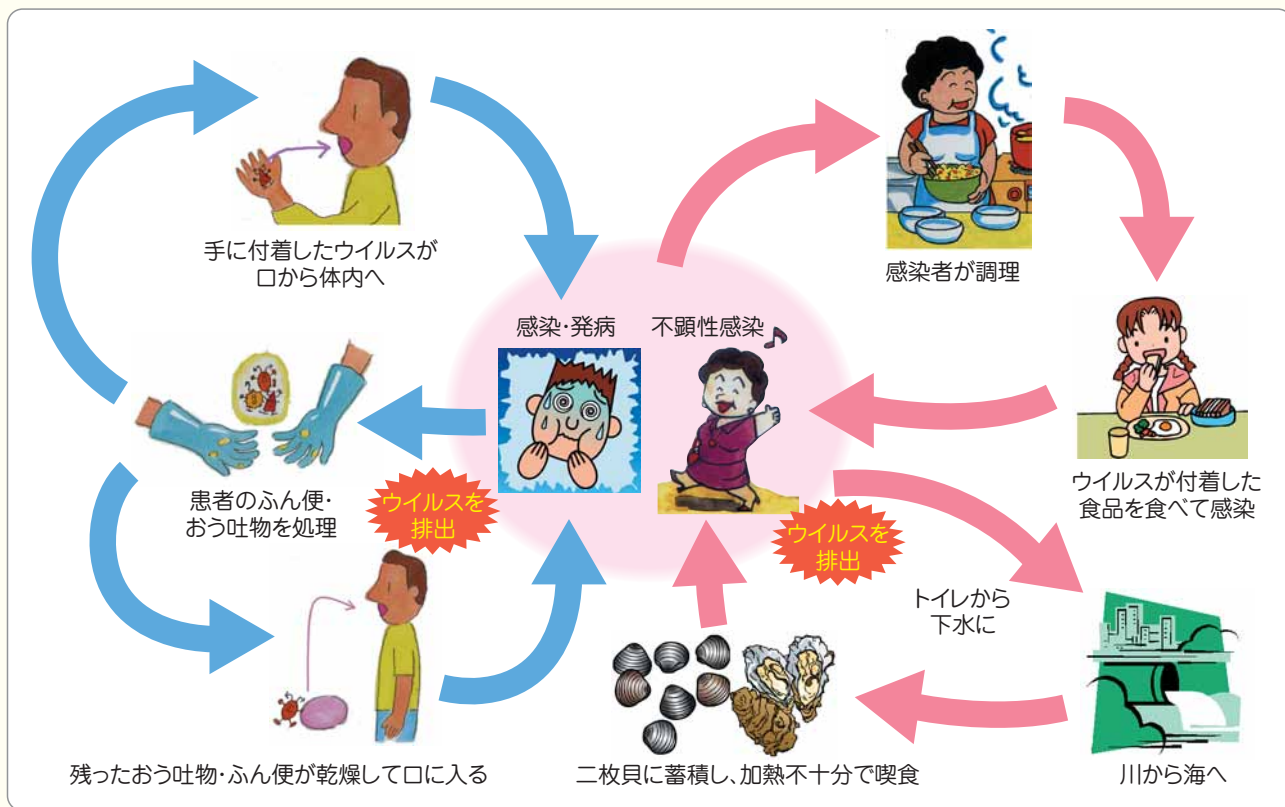 手に付着したウイルスが
口から体内へ
感染者が調理
感染・発病
不顕性感染
患者のふん便・
おう吐物を処理
ウイルスを
排出
ウイルスが付着した
食品を食べて感染
ウイルスを
排出
トイレから
下水に
残ったおう吐物・ふん便が乾燥して口に入る
二枚貝に蓄積し、加熱不十分で喫食
川から海へ